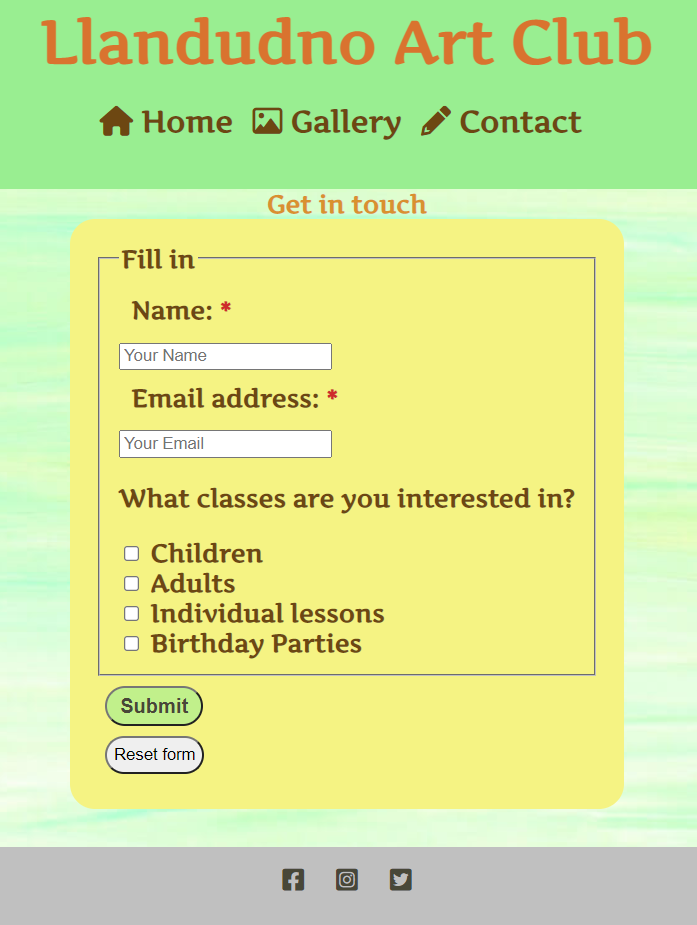 Llandudno Art Club
Home Gallery Contact
Get in touch
Fill in
Name: *
Your Name
Email address: *
Your Email
What classes are you interested in?
Children
Adults
Individual lessons
Birthday Parties
Submit
Reset form